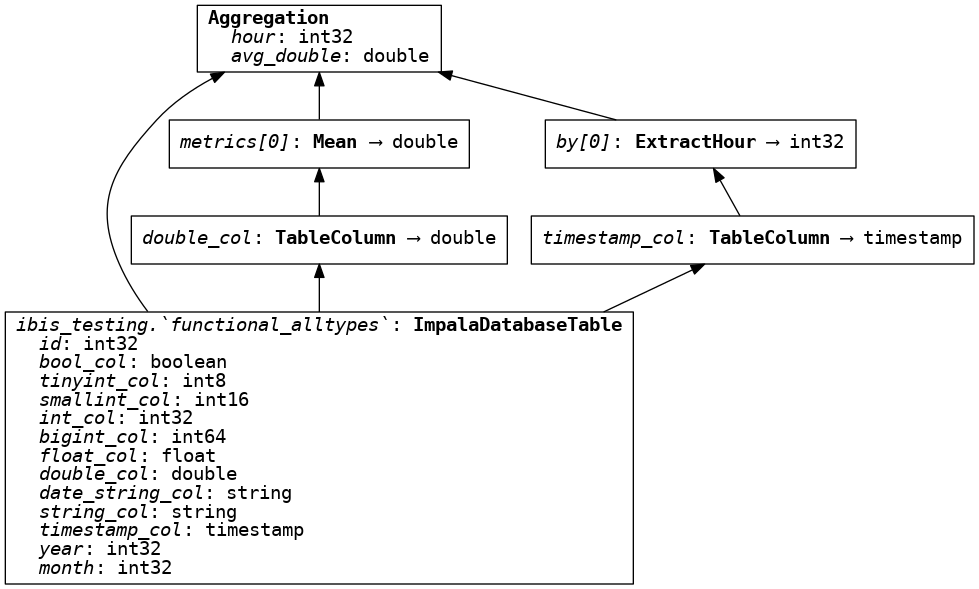 Aggregation
hour: int32
avg_double: double
metrics[0]: Mean → double
by[0]: ExtractHour → int32
double_col: TableColumn → double
timestamp_col: TableColumn → timestamp
ibis_testing.`functional_alltypes`: ImpalaDatabaseTable
id: int32
bool_col: boolean
tinyint_col: int8
smallint_col: int16
int_col: int32
bigint_col: int64
float_col: float
double_col: double
date_string_col: string
string_col: string
timestamp_col: timestamp
year: int32
month: int32